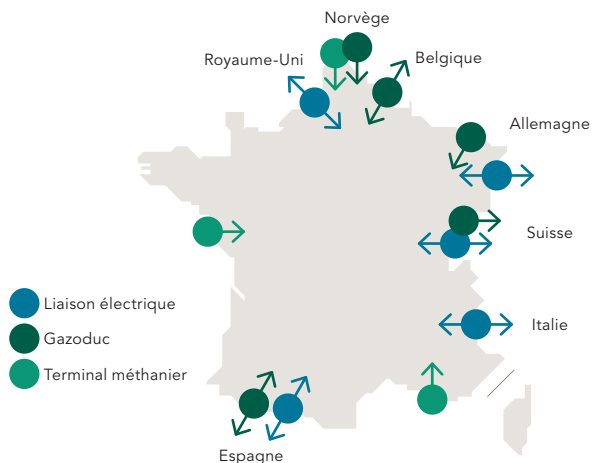 Norvège
Royaume-Uni
Belgique
Allemagne
Suisse
Liaison électrique
Gazoduc
Italie
Terminal méthanier
Espagne